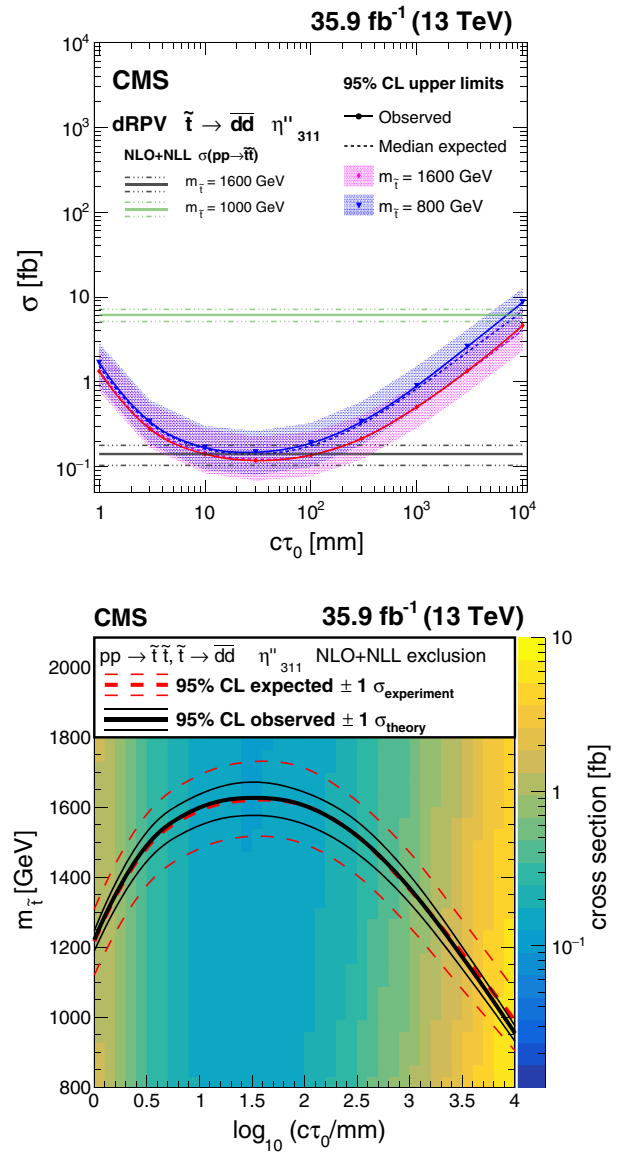 35.9 fb⁻¹ (13 TeV)
CMS
dRPV t̃ → d̄d̄ η''₃₁₁
NLO+NLL σ(pp→t̃t̃)
m_t̃ = 1600 GeV
m_t̃ = 1000 GeV
95% CL upper limits
Observed
Median expected
m_t̃ = 1600 GeV
m_t̃ = 800 GeV
σ [fb]
10⁴
10³
10²
10
1
10⁻¹
1 10 10² 10³ 10⁴
cτ₀ [mm]
CMS 35.9 fb⁻¹ (13 TeV)
pp → t̃ t̃, t̃ → d̄d̄ η''₃₁₁ NLO+NLL exclusion
95% CL expected ± 1 σ_experiment
95% CL observed ± 1 σ_theory
m_t̃ [GeV]
2000
1800
1600
1400
1200
1000
800
0 0.5 1 1.5 2 2.5 3 3.5 4
log₁₀ (cτ₀/mm)
10
1
10⁻¹
cross section [fb]